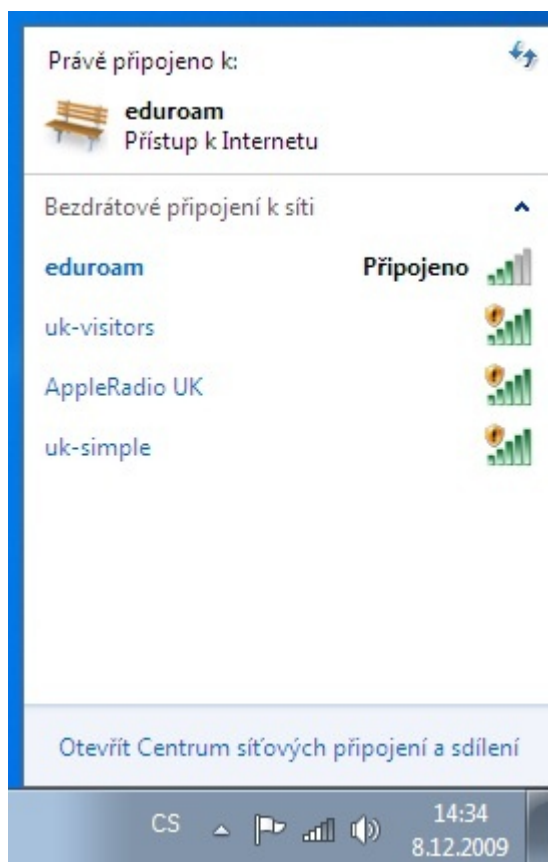 Právě připojeno k:
eduroam
Přístup k Internetu
Bezdrátové připojení k síti
eduroam Připojeno
uk-visitors
AppleRadio UK
uk-simple
Otevřít Centrum síťových připojení a sdílení
CS 14:34
8.12.2009